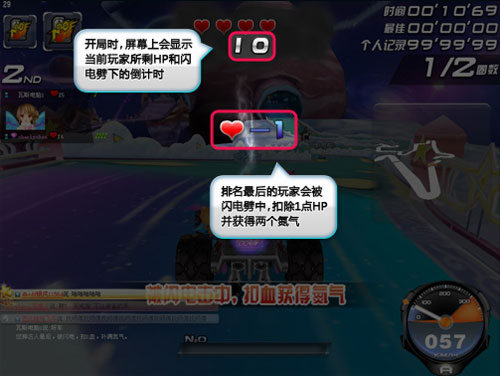 29
时间 00'10"69
最佳 00'00"00
个人记录 99'99"99
10
开局时,屏幕上会显示
当前玩家所剩HP和闪
电劈下的倒计时
2ND
1/2 圈数
-1
排名最后的玩家会被
闪电劈中,扣除1点HP
并获得两个氮气
被闪电击中，扣血获得氮气
N₂O
057
KM/H